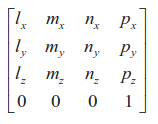 l_x m_x n_x p_x
l_y m_y n_y p_y
l_z m_z n_z p_z
0 0 0 1